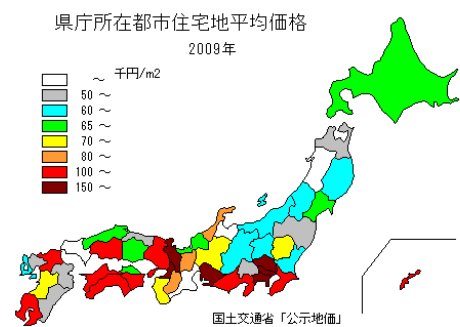 県庁所在都市住宅地平均価格
2009年
～ 千円/m2
50 ～
60 ～
65 ～
70 ～
80 ～
100 ～
150 ～
国土交通省「公示地価」